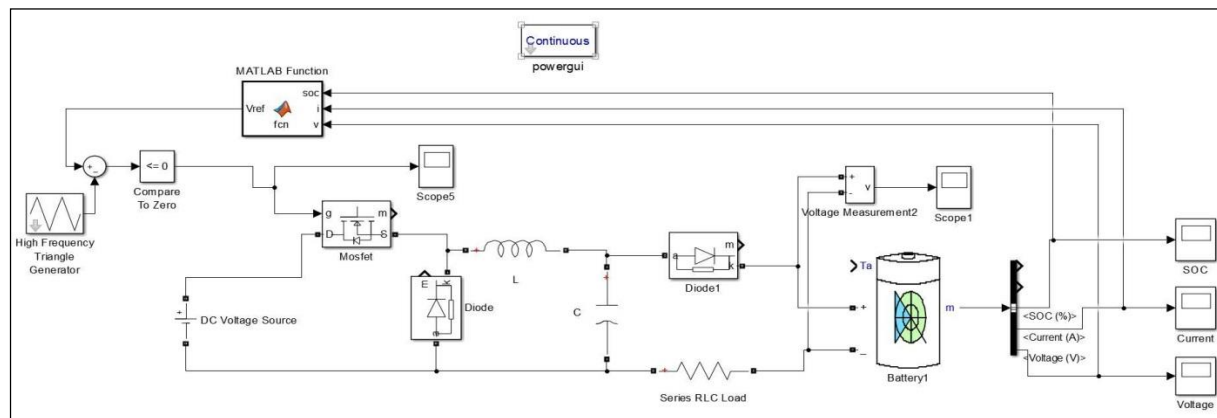 Continuous
powergui
MATLAB Function
soc
Vref
i
fcn
v
+
-
<= 0
Compare
To Zero
Scope5
High Frequency
Triangle
Generator
g
m
D
S
Mosfet
+
DC Voltage Source
m
k
a
Diode
+
L
+
C
a
m
k
Diode1
+
-
v
Voltage Measurement2
Scope1
Ta
+
m
_
Battery1
+
Series RLC Load
<SOC (%)>
<Current (A)>
<Voltage (V)>
SOC
Current
Voltage